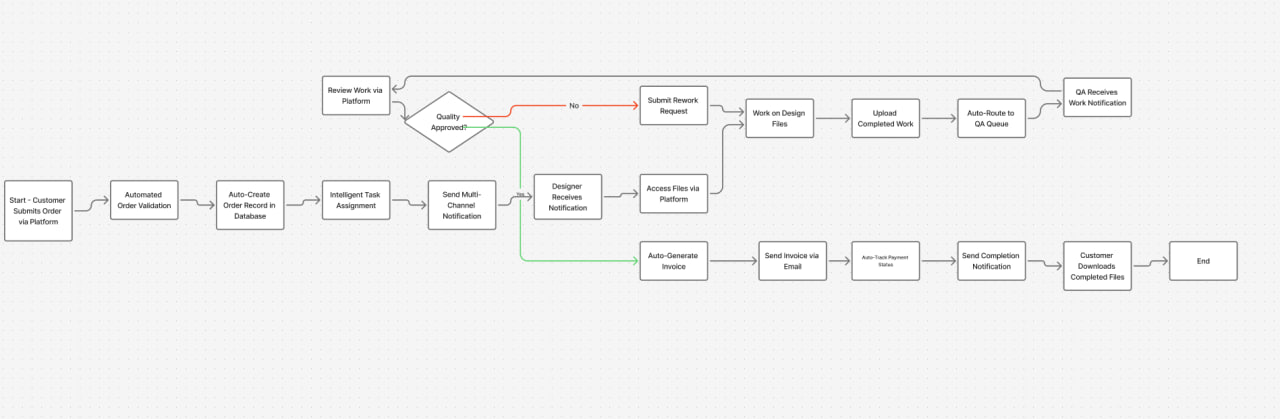 Review Work via
Platform
Quality
Approved?
No
Submit Rework
Request
Work on Design
Files
Upload
Completed Work
Auto-Route to
QA Queue
QA Receives
Work Notification
Start - Customer
Submits Order
via Platform
Automated
Order Validation
Auto-Create
Order Record in
Database
Intelligent Task
Assignment
Send Multi-
Channel
Notification
Yes
Designer
Receives
Notification
Access Files via
Platform
Auto-Generate
Invoice
Send Invoice via
Email
Auto-Track Payment
Status
Send Completion
Notification
Customer
Downloads
Completed Files
End